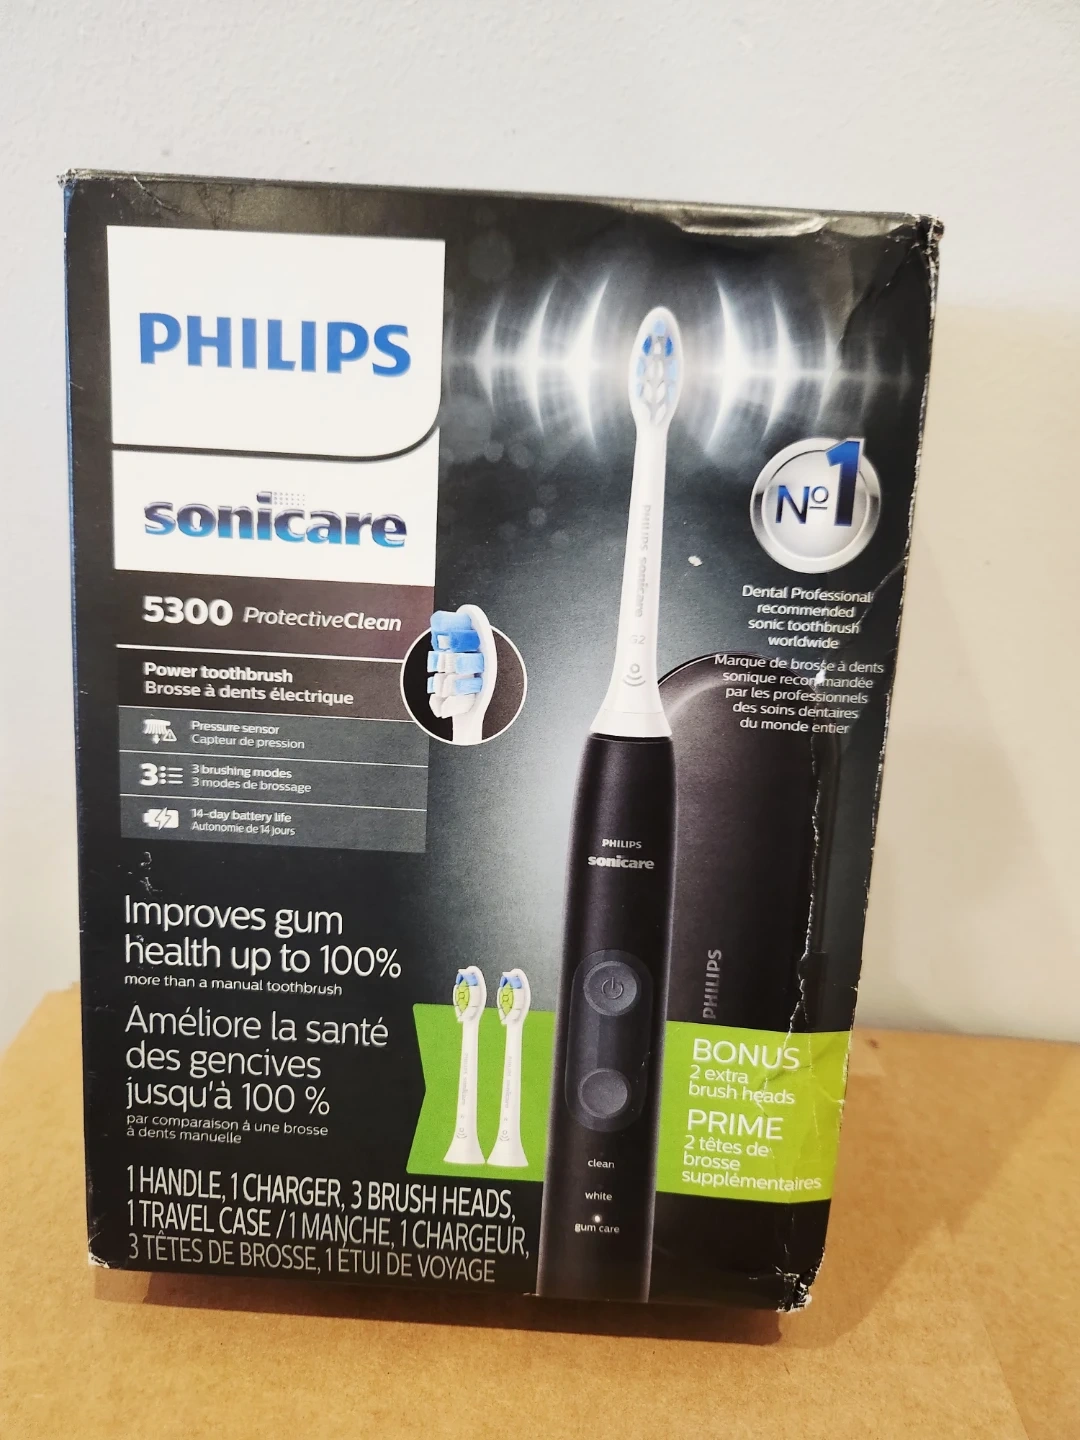 PHILIPS
sonicare
5300 ProtectiveClean
Power toothbrush
Brosse à dents électrique
Pressure sensor
Capteur de pression
3
3 brushing modes
3 modes de brossage
14-day battery life
Autonomie de 14 jours
Improves gum
health up to 100%
more than a manual toothbrush
Améliore la santé
des gencives
jusqu'à 100 %
par comparaison à une brosse
à dents manuelle
1 HANDLE, 1 CHARGER, 3 BRUSH HEADS,
1 TRAVEL CASE / 1 MANCHE, 1 CHARGEUR,
3 TÊTES DE BROSSE, 1 ÉTUI DE VOYAGE
PHILIPS sonicare
PHILIPS
sonicare
clean
white
gum care
Nº1
Dental Professional
recommended
sonic toothbrush
worldwide
Marque de brosse à dents
sonique recommandée
par les professionnels
des soins dentaires
du monde entier
PHILIPS
BONUS
2 extra
brush heads
PRIME
2 têtes de
brosse
supplémentaires